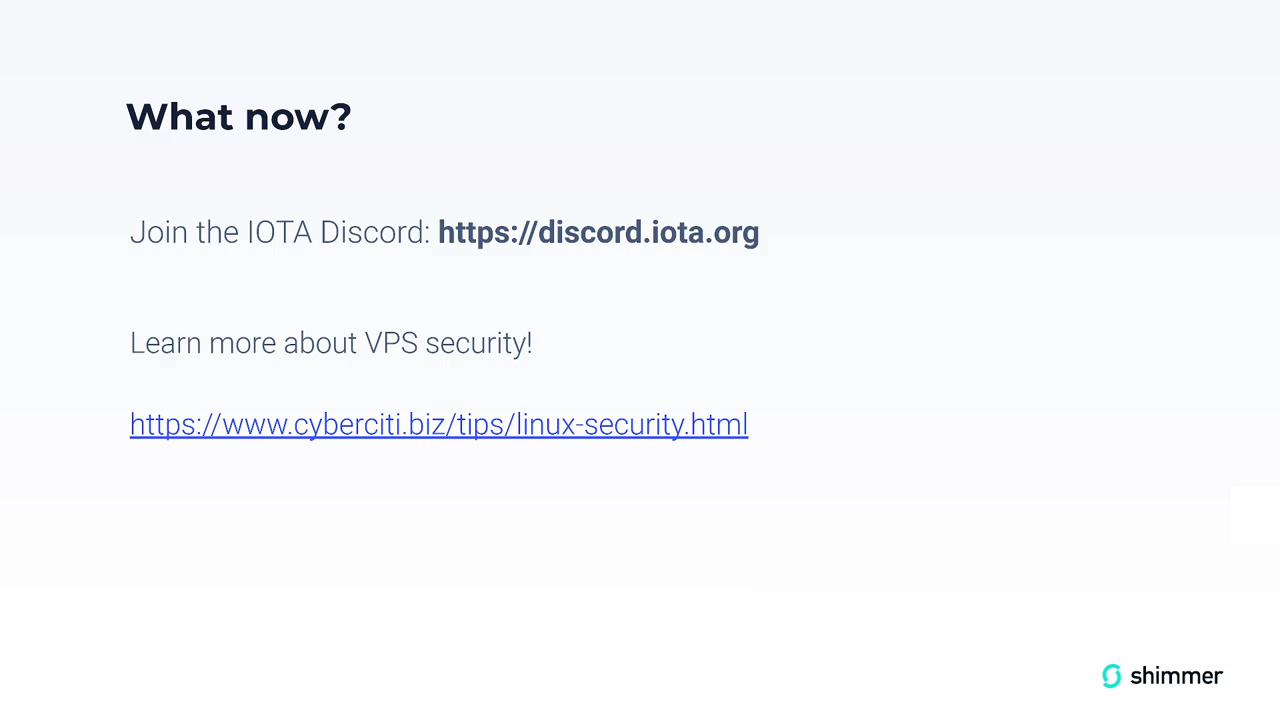 What now?
Join the IOTA Discord: https://discord.iota.org
Learn more about VPS security!
https://www.cyberciti.biz/tips/linux-security.html
shimmer